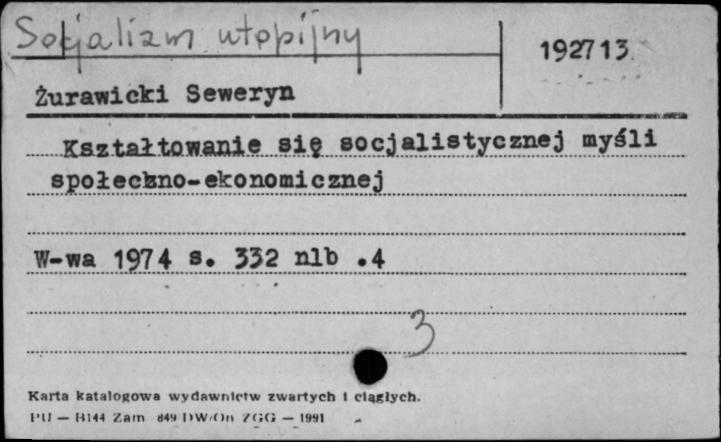 Socjalizm utopijny
192713
Żurawicki Seweryn
Kształtowanie się socjalistycznej myśli
społeczno-ekonomicznej
W-wa 1974 s. 332 nlb .4
3
Karta katalogowa wydawnictw zwartych i ciągłych.
PU — B144 Zam 849 DW/On ZGG — 1991